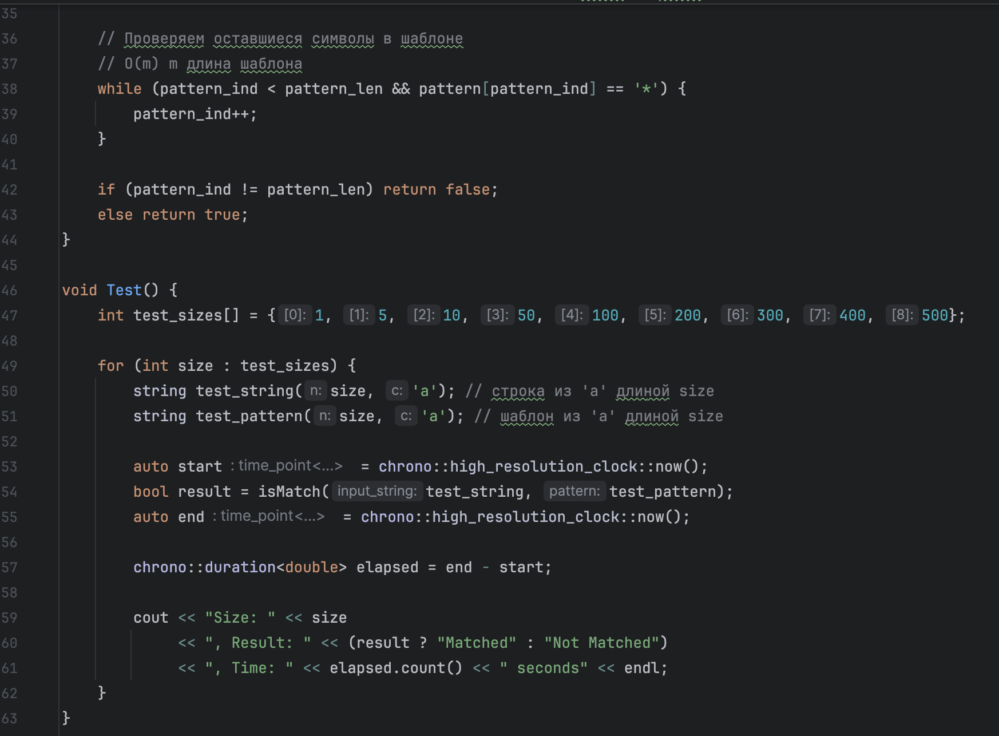 35
36 // Проверяем оставшиеся символы в шаблоне
37 // O(m) m длина шаблона
38 while (pattern_ind < pattern_len && pattern[pattern_ind] == '*') {
39 pattern_ind++;
40 }
41
42 if (pattern_ind != pattern_len) return false;
43 else return true;
44 }
45
46 void Test() {
47 int test_sizes[] = {[0]: 1, [1]: 5, [2]: 10, [3]: 50, [4]: 100, [5]: 200, [6]: 300, [7]: 400, [8]: 500};
48
49 for (int size : test_sizes) {
50 string test_string(n: size, c: 'a'); // строка из 'a' длиной size
51 string test_pattern(n: size, c: 'a'); // шаблон из 'a' длиной size
52
53 auto start : time_point<...> = chrono::high_resolution_clock::now();
54 bool result = isMatch(input_string: test_string, pattern: test_pattern);
55 auto end : time_point<...> = chrono::high_resolution_clock::now();
56
57 chrono::duration<double> elapsed = end - start;
58
59 cout << "Size: " << size
60 << ", Result: " << (result ? "Matched" : "Not Matched")
61 << ", Time: " << elapsed.count() << " seconds" << endl;
62 }
63 }